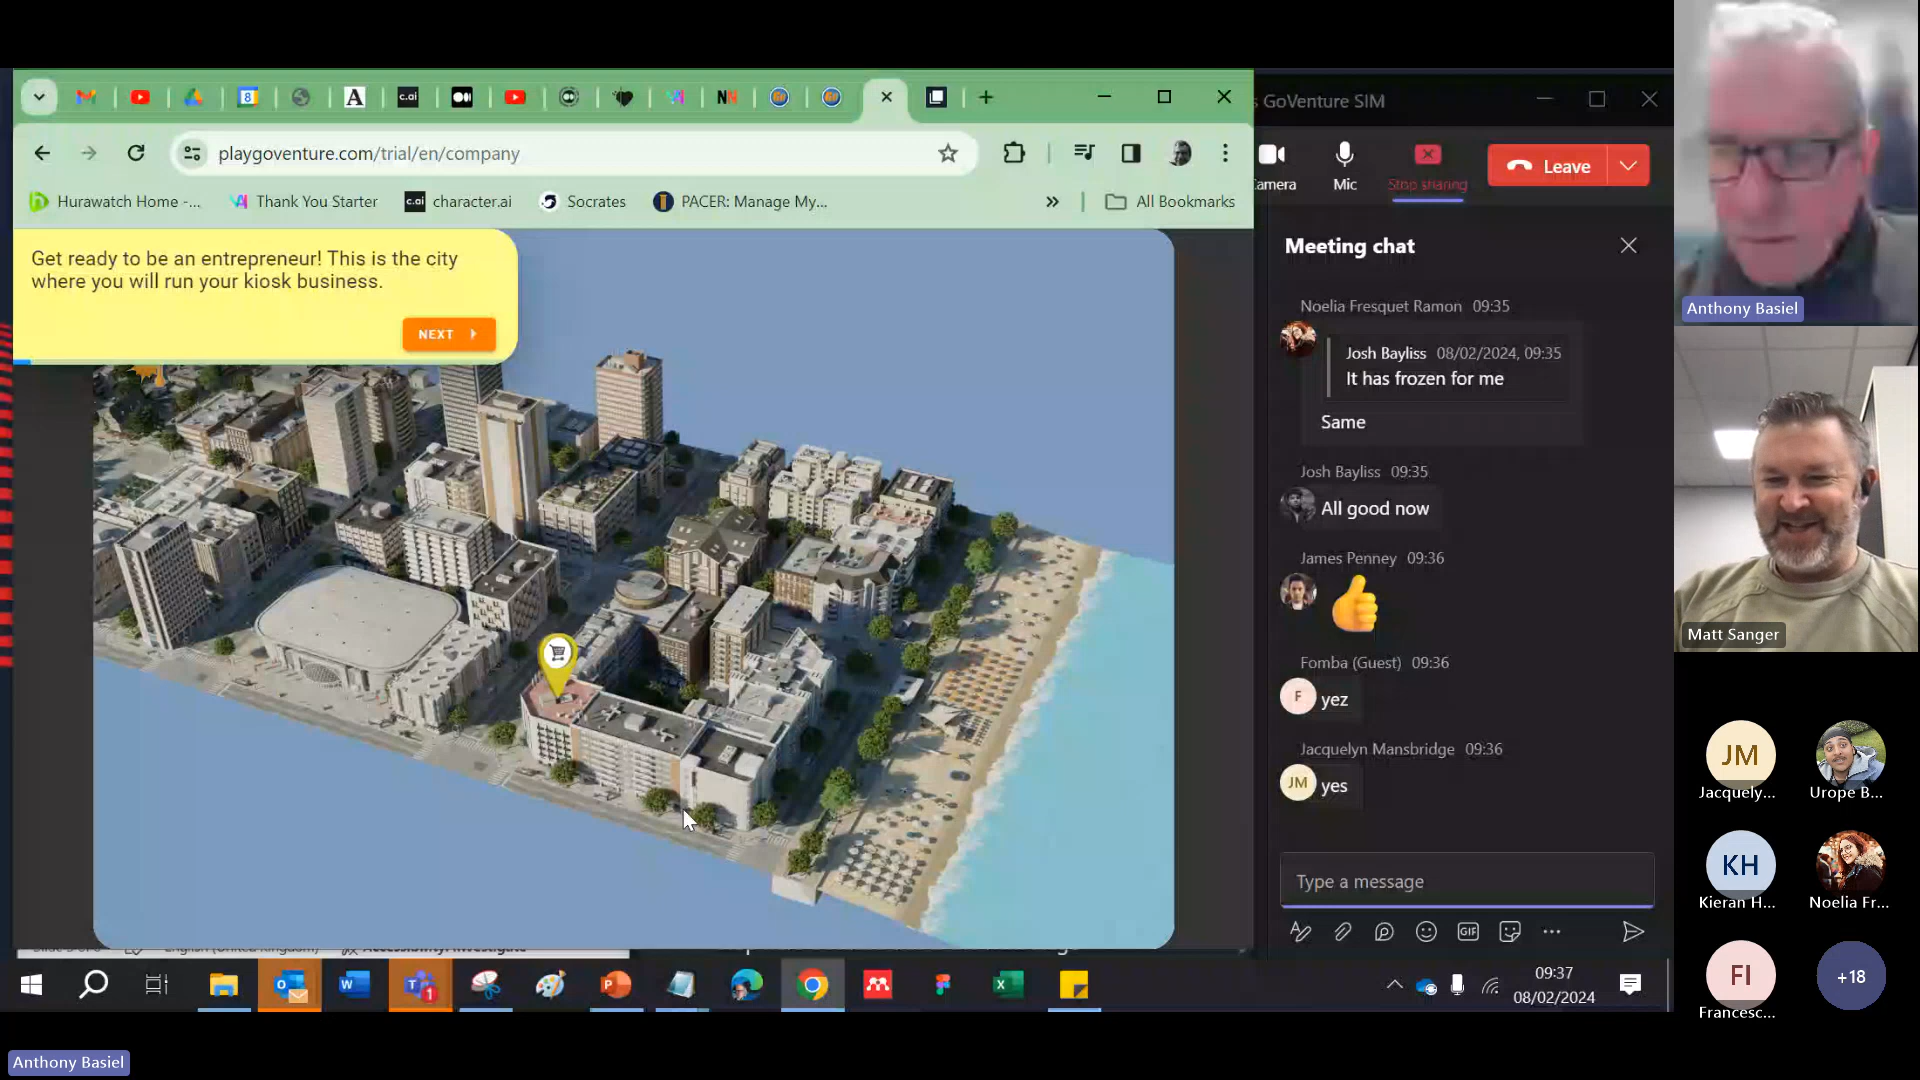 s GoVenture SIM
playgoventure.com/trial/en/company
Camera
Mic
Stop sharing
Leave
Hurawatch Home -...
Thank You Starter
c.ai
character.ai
Socrates
PACER: Manage My...
»
All Bookmarks
Get ready to be an entrepreneur! This is the city
where you will run your kiosk business.
NEXT
Meeting chat
Noelia Fresquet Ramon 09:35
Josh Bayliss 08/02/2024, 09:35
It has frozen for me
Same
Josh Bayliss 09:35
All good now
James Penney 09:36
Fomba (Guest) 09:36
F
yez
Jacquelyn Mansbridge 09:36
JM
yes
Type a message
GIF
Anthony Basiel
Matt Sanger
JM
Jacquely...
Urope B...
KH
Kieran H...
Noelia Fr...
FI
Francesc...
+18
09:37
08/02/2024
Anthony Basiel